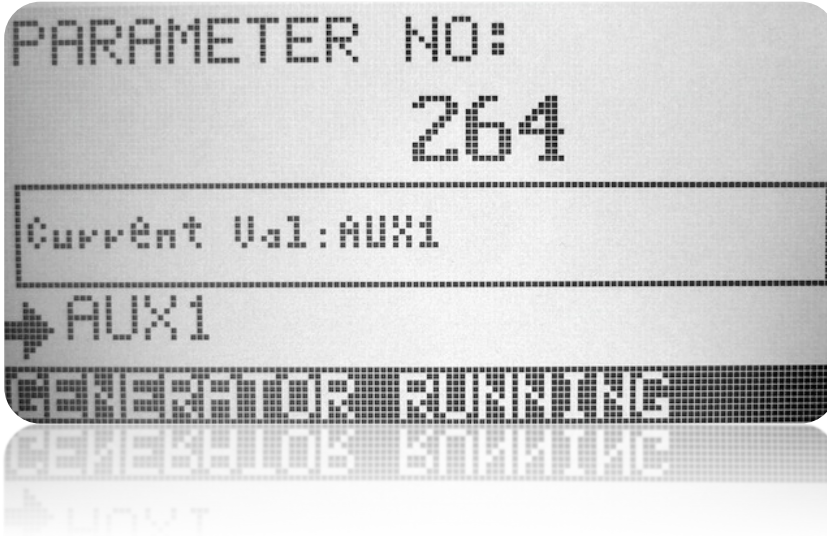 PARAMETER NO:
264
Current Val:AUX1
AUX1
GENERATOR RUNNING